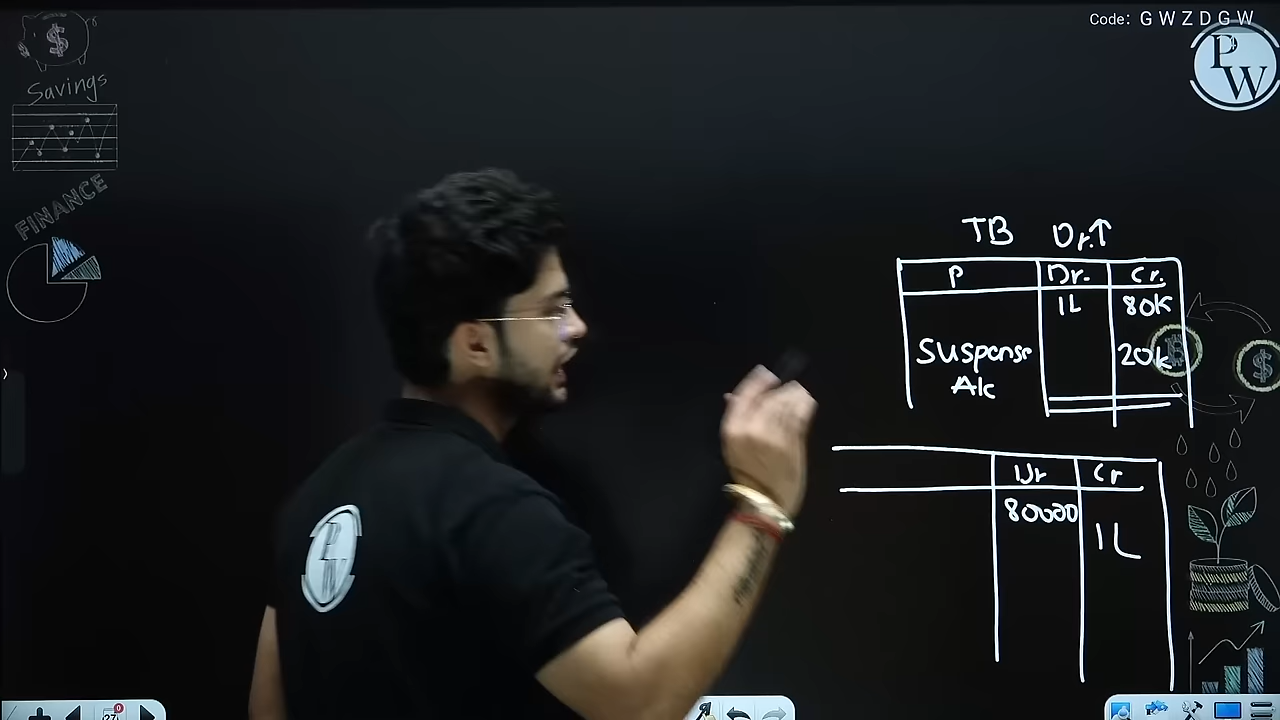 Code: G W Z D G W
P
W
$
Savings
FINANCE
TB Dr.↑
P Dr. Cr.
1L 80K
Suspense 20K
A/c
$
Dr Cr
80000
1L
P
W